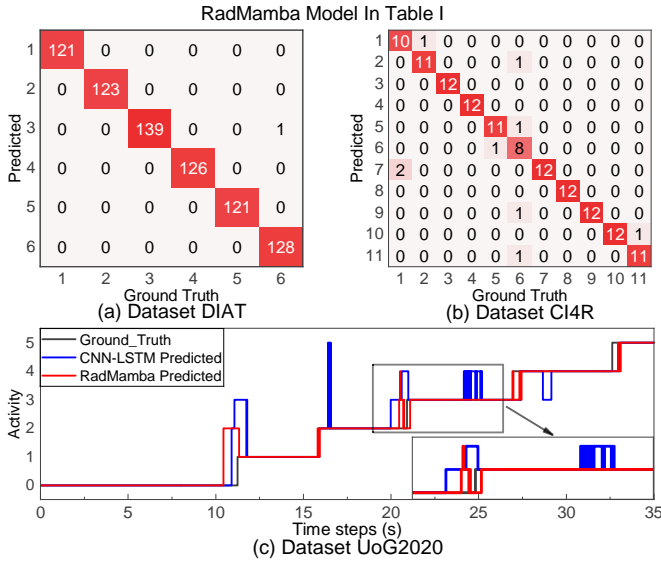 RadMamba Model In Table I
Predicted
1 121 0 0 0 0 0
2 0 123 0 0 0 0
3 0 0 139 0 0 1
4 0 0 0 126 0 0
5 0 0 0 0 121 0
6 0 0 0 0 0 128
1 2 3 4 5 6
Ground Truth
(a) Dataset DIAT
Predicted
1 10 1 0 0 0 0 0 0 0 0 0
2 0 11 0 0 0 1 0 0 0 0 0
3 0 0 12 0 0 0 0 0 0 0 0
4 0 0 0 12 0 0 0 0 0 0 0
5 0 0 0 0 11 1 0 0 0 0 0
6 0 0 0 0 1 8 0 0 0 0 0
7 2 0 0 0 0 0 12 0 0 0 0
8 0 0 0 0 0 0 0 12 0 0 0
9 0 0 0 0 0 1 0 0 12 0 0
10 0 0 0 0 0 0 0 0 0 12 1
11 0 0 0 0 0 1 0 0 0 0 11
1 2 3 4 5 6 7 8 9 10 11
Ground Truth
(b) Dataset CI4R
Activity
5
4
3
2
1
0
Ground_Truth
CNN-LSTM Predicted
RadMamba Predicted
0 5 10 15 20 25 30 35
Time steps (s)
(c) Dataset UoG2020